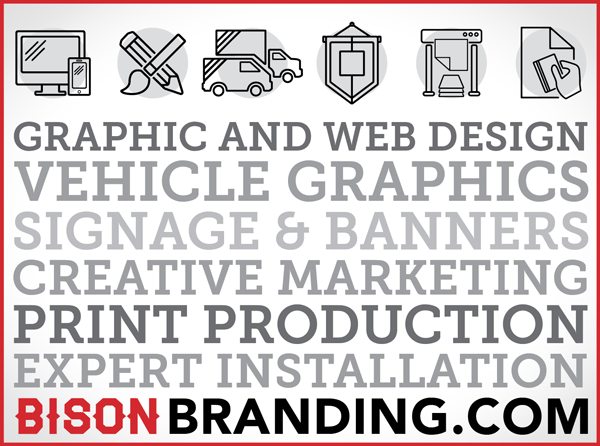 GRAPHIC AND WEB DESIGN
VEHICLE GRAPHICS
SIGNAGE & BANNERS
CREATIVE MARKETING
PRINT PRODUCTION
EXPERT INSTALLATION
BISONBRANDING.COM